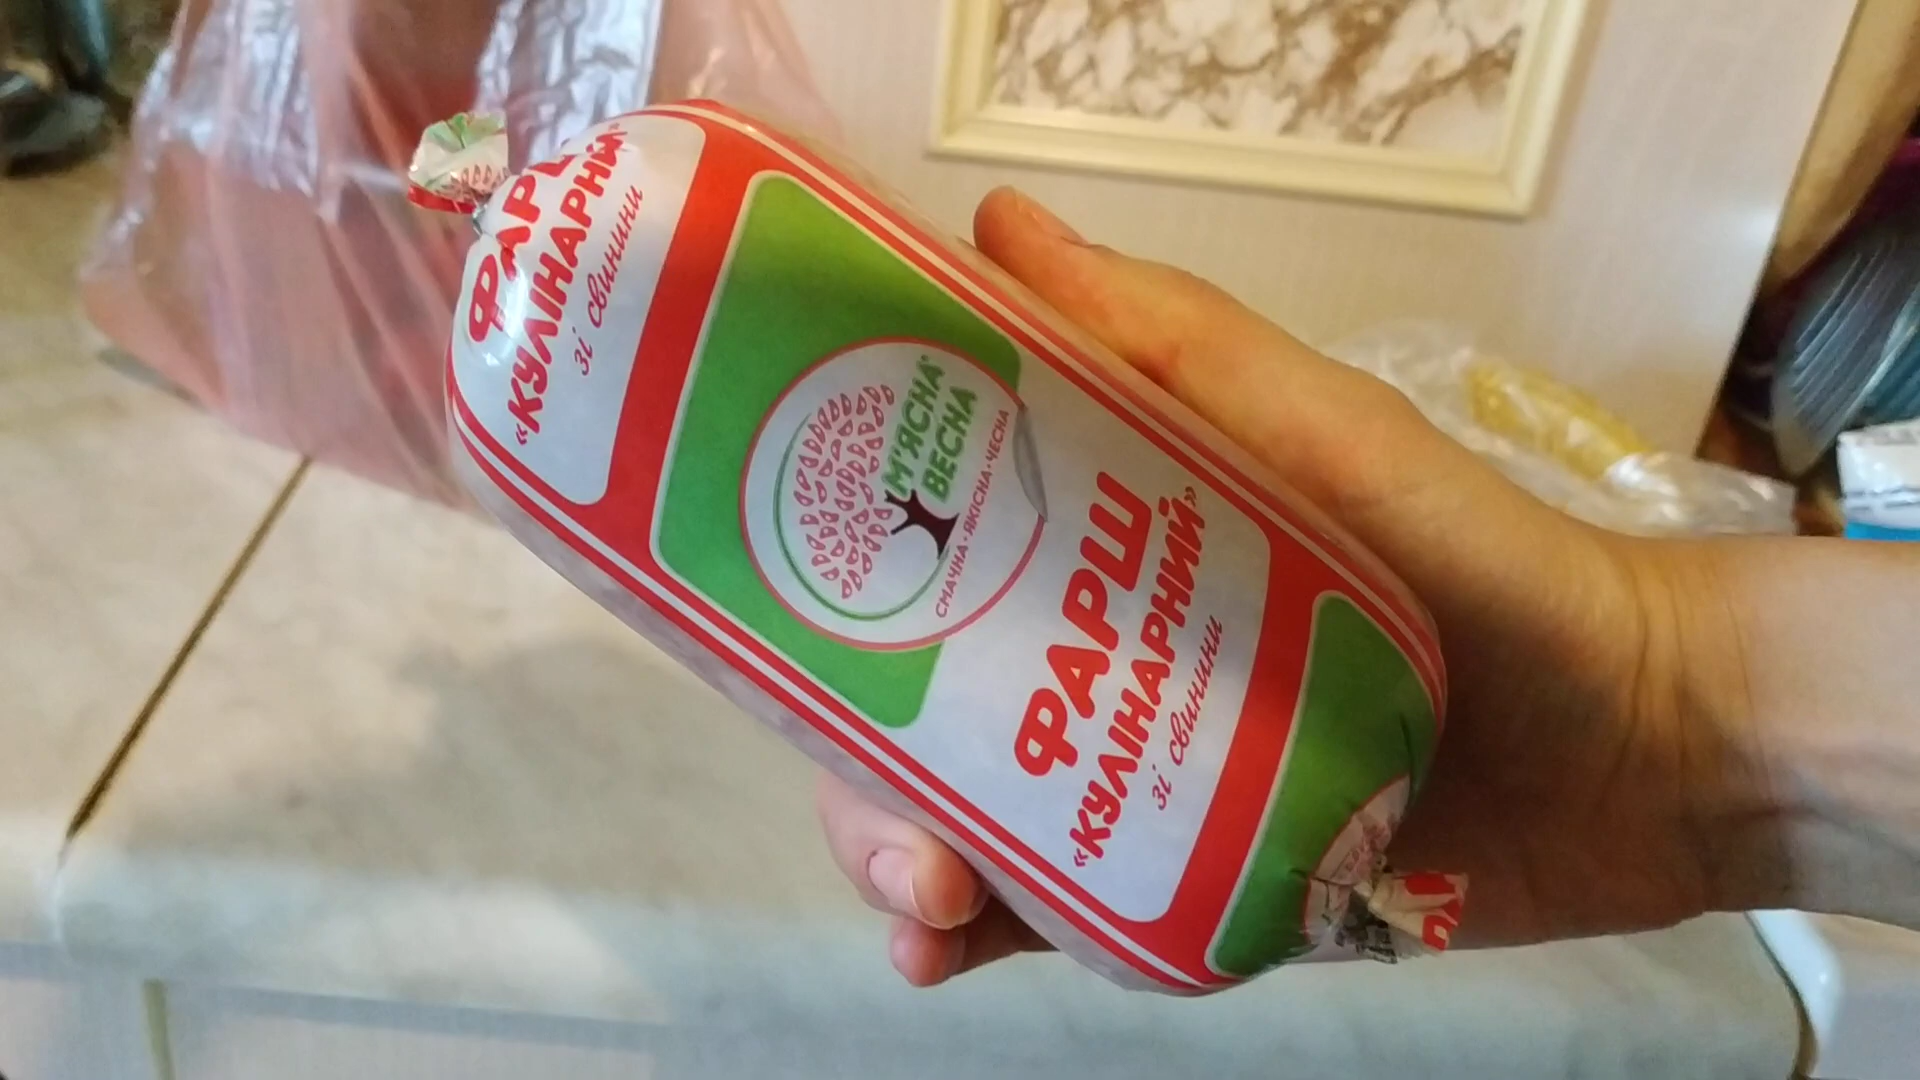 ФАРШ
«КУЛІНАРНИЙ»
зі свинини
М'ЯСНА
ВЕСНА
СМАЧНА·ЯКІСНА·ЧЕСНА
ФАРШ
«КУЛІНАРНИЙ»
зі свинини